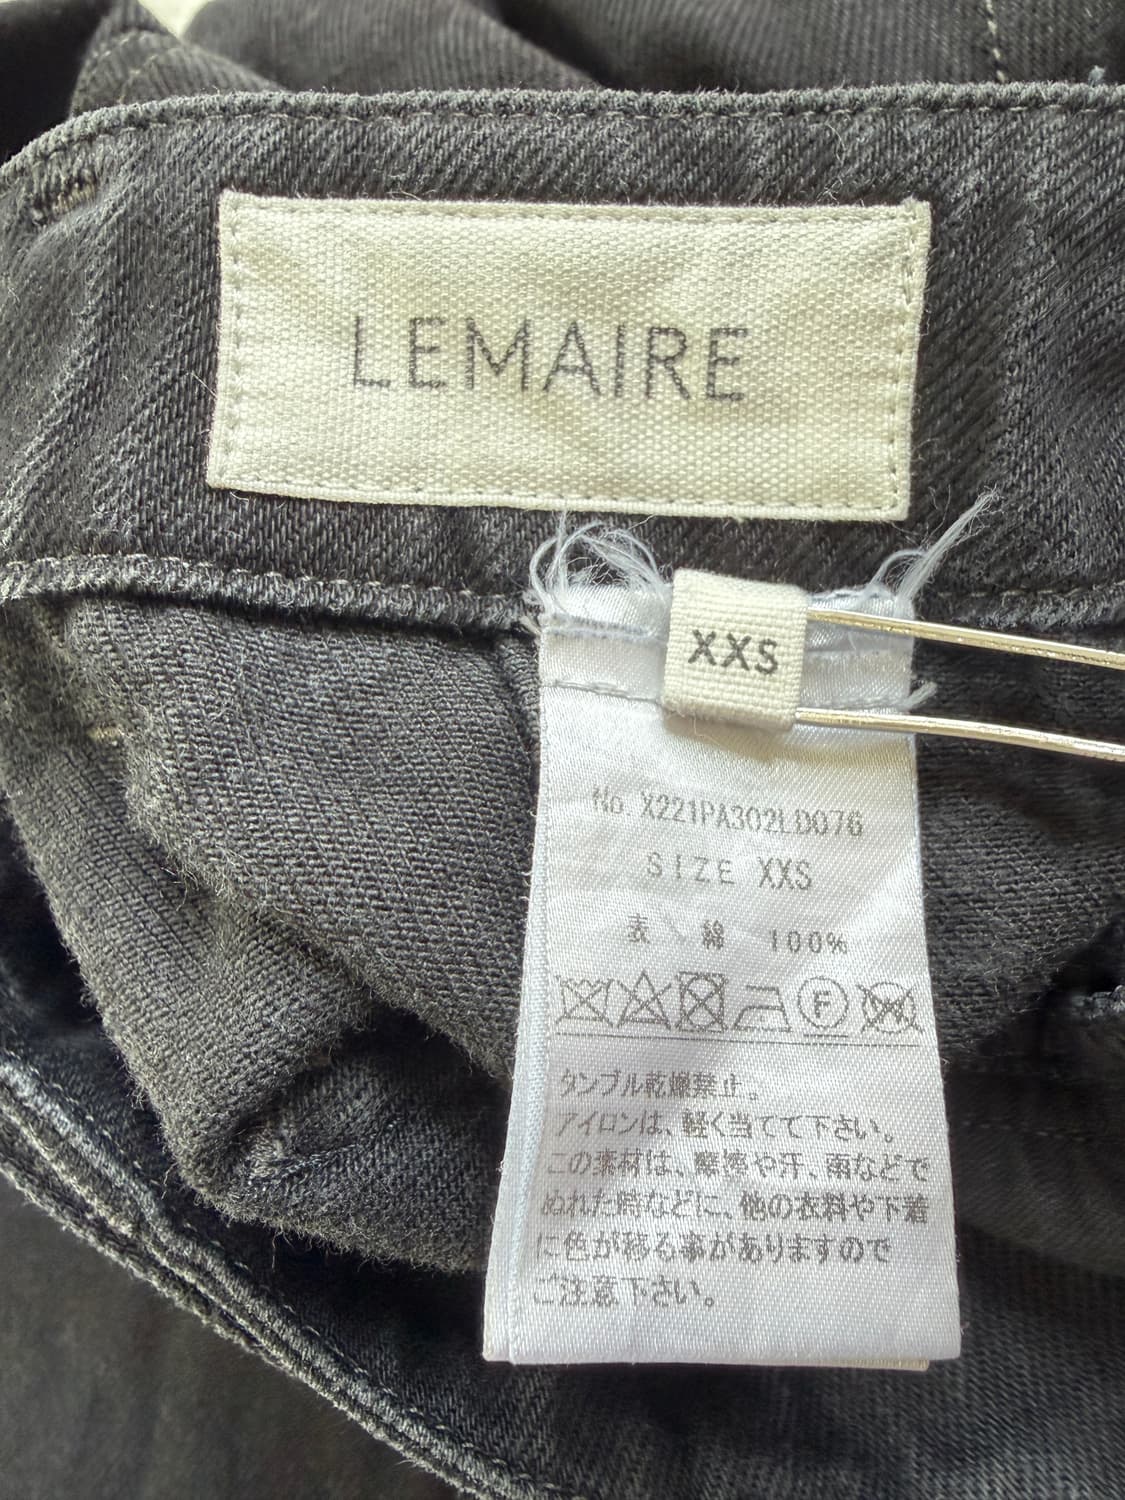 LEMAIRE
XXS
No. X221PA302LD076
SIZE XXS
表 綿 100%
F
W
タンブル乾燥禁止。
アイロンは、軽く当てて下さい。
この素材は、摩擦や汗、雨などで
ぬれた時などに、他の衣料や下着
に色が移る事がありますので
ご注意下さい。